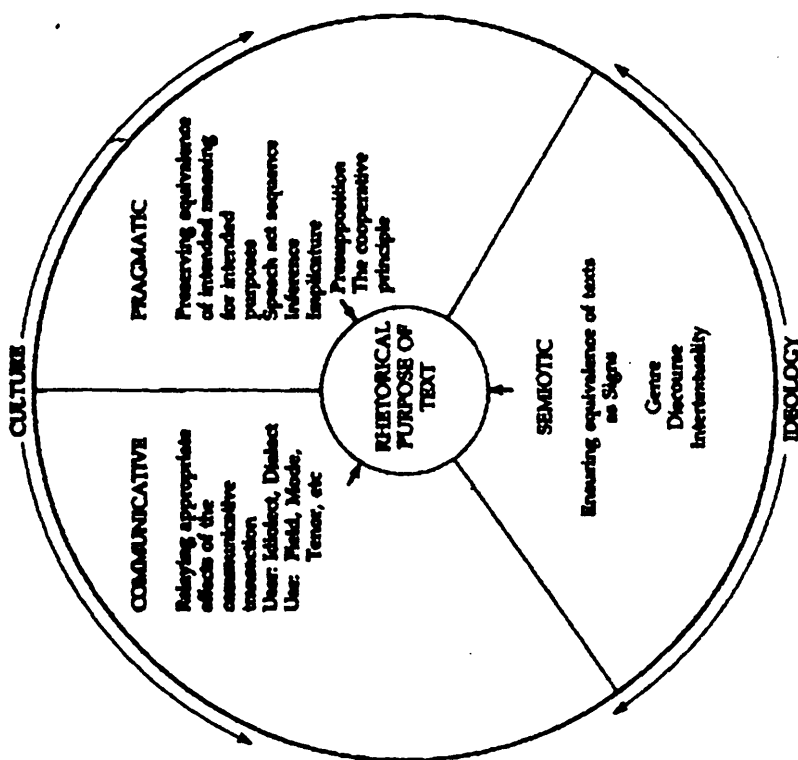 CULTURE
COMMUNICATIVE
Relaying appropriate
effects of the
communicative
transaction
User: Idiolect, Dialect
Use: Field, Mode,
Tenor, etc
PRAGMATIC
Preserving equivalence
of intended meaning
for intended
purposes
Speech act sequence
Inference
Implicature
Presupposition
The cooperative
principle
RHETORICAL
PURPOSE OF
TEXT
SEMIOTIC
Ensuring equivalence of texts
as Signs
Genre
Discourse
Intertextuality
IDEOLOGY